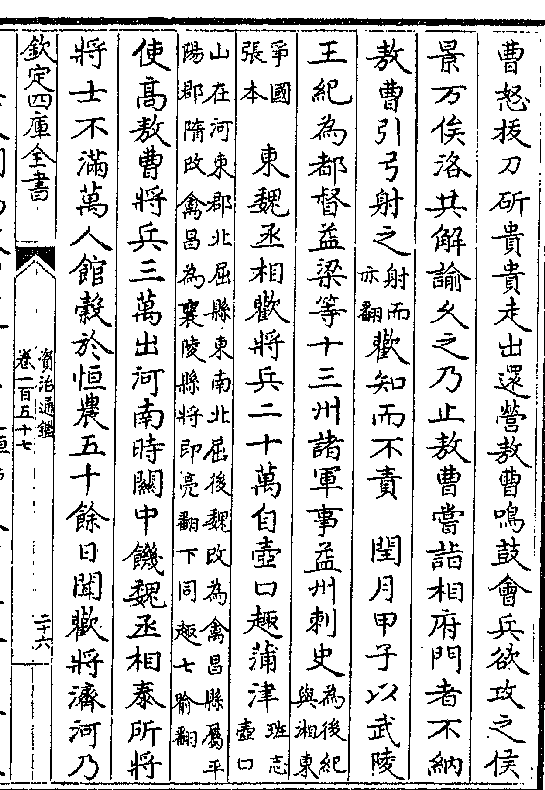 曹怒拔刀斫貴貴走出還營敖曹鳴鼓會兵欲攻之侯
景万俟洛共解諭久之乃止敖曹嘗詣相府門者不納
敖曹引弓射之射而亦翻歡知而不責 閏月甲子以武陵
王紀為都督益梁等十三州諸軍事益州刺史為後紀與湘東
爭國張本 東魏丞相歡將兵二十萬自壺口趣蒲津班志壺口
山在河東郡北屈縣東南北屈後魏改為禽昌縣屬平
陽郡隋改禽昌為襄陵縣將即亮翻下同趣七喻翻
使高敖曹將兵三萬出河南時關中饑魏丞相泰所將
將士不滿萬人館穀於恒農五十餘日聞歡將濟河乃
欽定四庫全書
資治通鑑
卷一百五十七
二十六